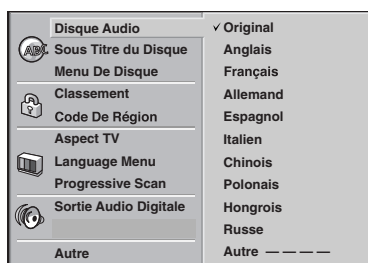 Disque Audio
Sous Titre du Disque
Menu De Disque
Classement
Code De Région
Aspect TV
Language Menu
Progressive Scan
Sortie Audio Digitale
Autre
✓ Original
Anglais
Français
Allemand
Espagnol
Italien
Chinois
Polonais
Hongrois
Russe
Autre — — — —
ABC